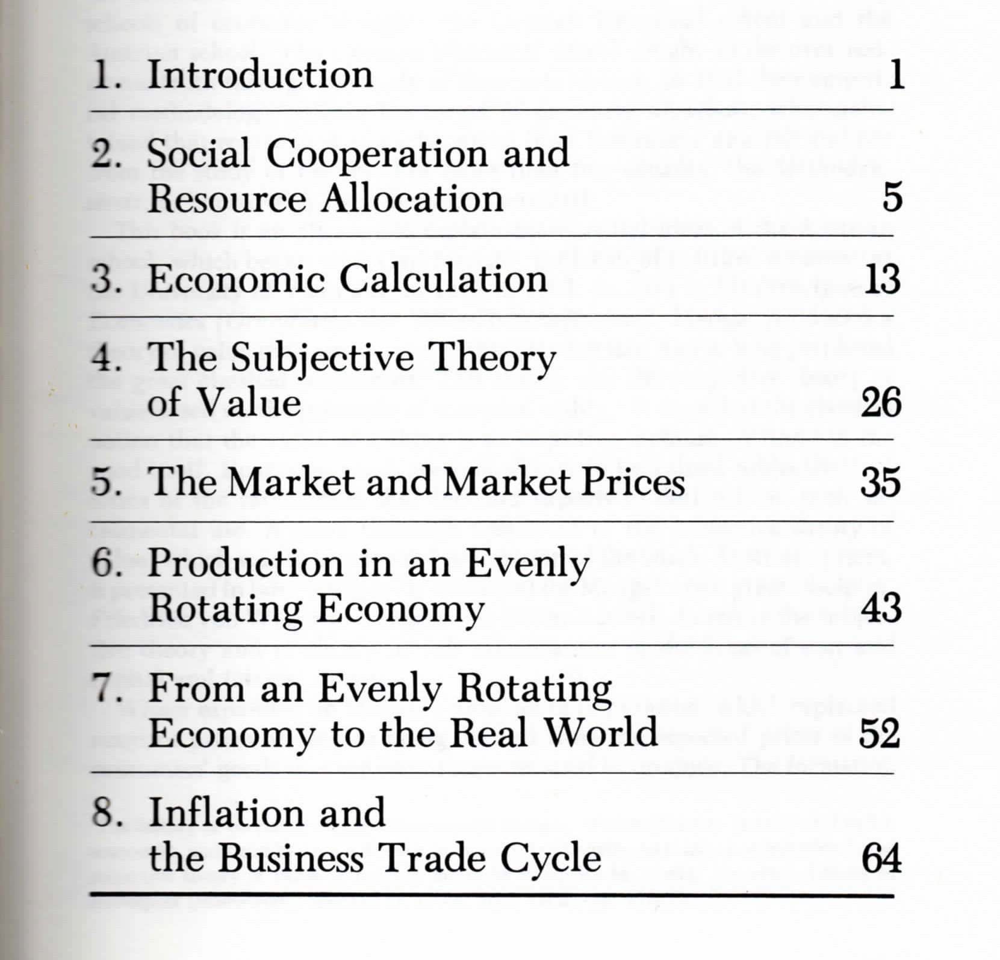 1. Introduction 1
2. Social Cooperation and
Resource Allocation 5
3. Economic Calculation 13
4. The Subjective Theory
of Value 26
5. The Market and Market Prices 35
6. Production in an Evenly
Rotating Economy 43
7. From an Evenly Rotating
Economy to the Real World 52
8. Inflation and
the Business Trade Cycle 64